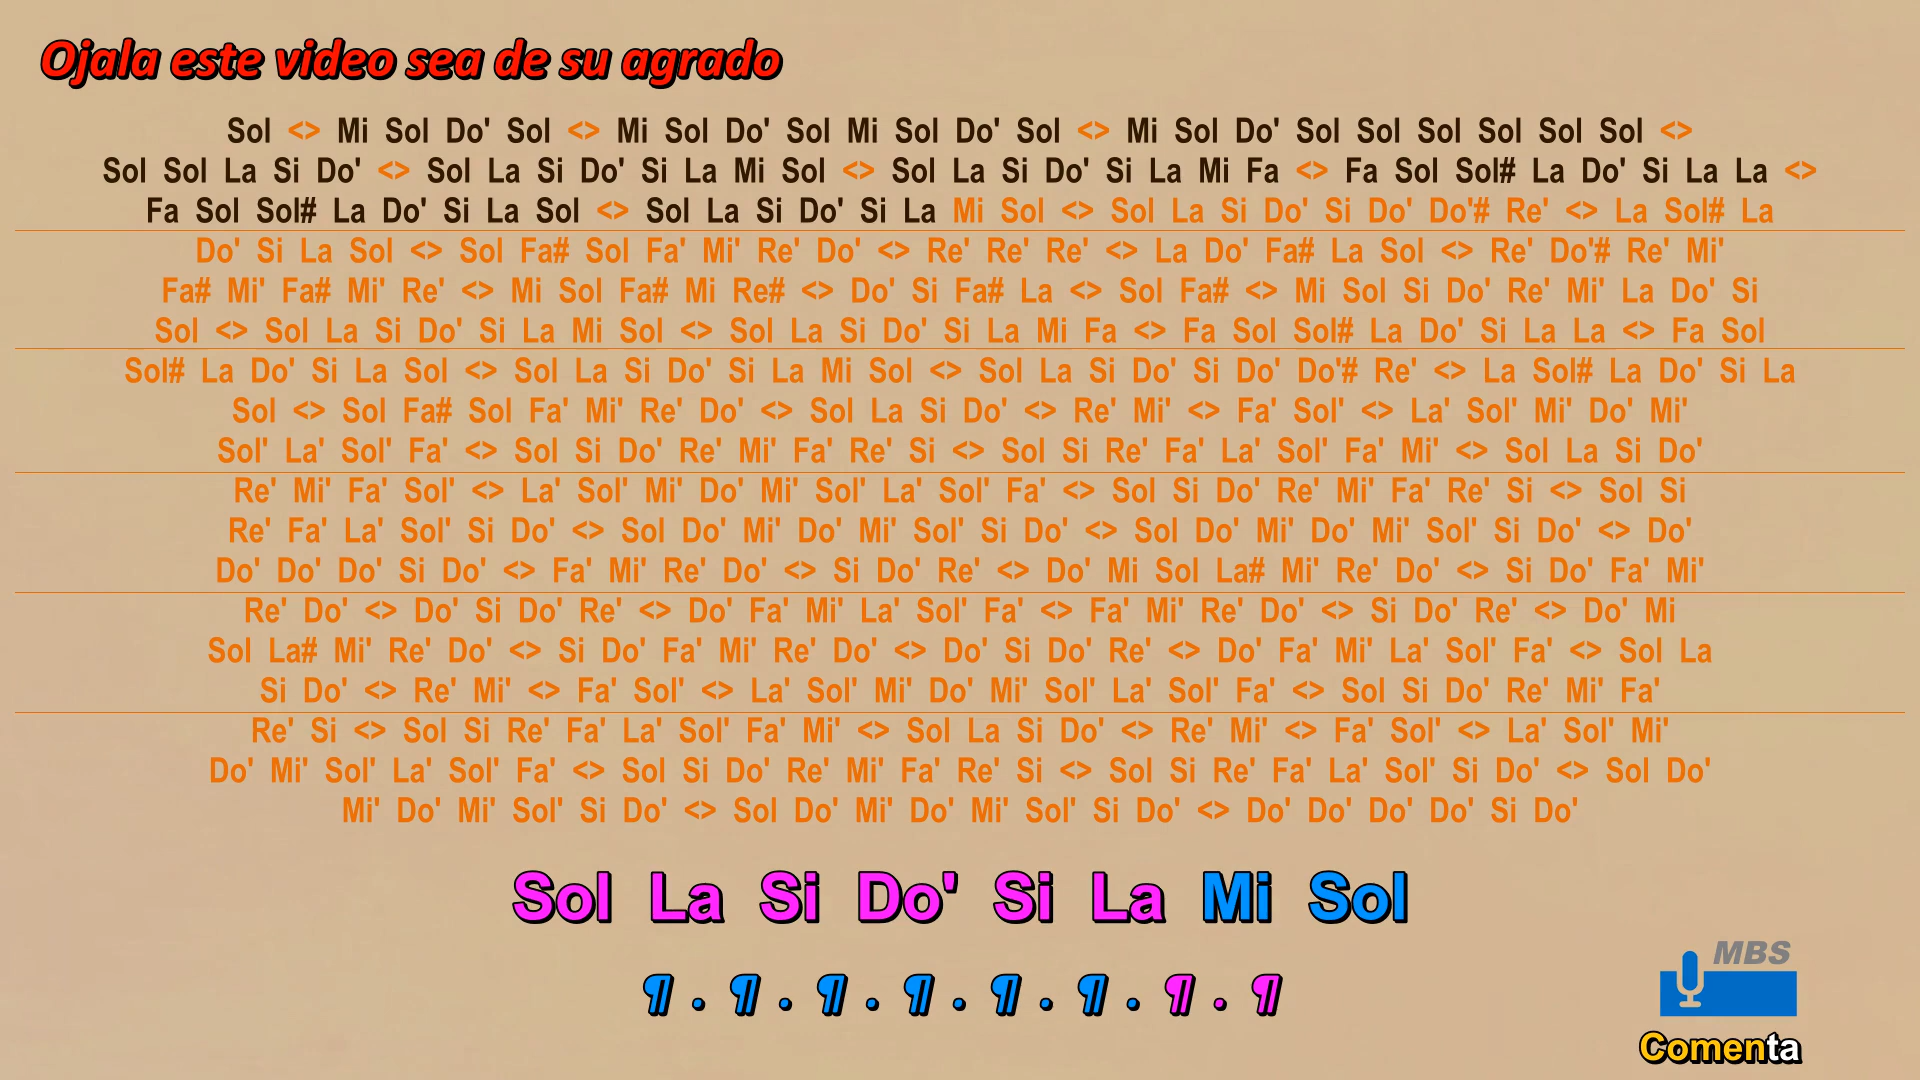 Ojala este video sea de su agrado
Sol <> Mi Sol Do' Sol <> Mi Sol Do' Sol Mi Sol Do' Sol <> Mi Sol Do' Sol Sol Sol Sol Sol Sol <>
Sol Sol La Si Do' <> Sol La Si Do' Si La Mi Sol <> Sol La Si Do' Si La Mi Fa <> Fa Sol Sol# La Do' Si La La <>
Fa Sol Sol# La Do' Si La Sol <> Sol La Si Do' Si La Mi Sol <> Sol La Si Do' Si Do' Do'# Re' <> La Sol# La
Do' Si La Sol <> Sol Fa# Sol Fa' Mi' Re' Do' <> Re' Re' Re' <> La Do' Fa# La Sol <> Re' Do'# Re' Mi'
Fa# Mi' Fa# Mi' Re' <> Mi Sol Fa# Mi Re# <> Do' Si Fa# La <> Sol Fa# <> Mi Sol Si Do' Re' Mi' La Do' Si
Sol <> Sol La Si Do' Si La Mi Sol <> Sol La Si Do' Si La Mi Fa <> Fa Sol Sol# La Do' Si La La <> Fa Sol
Sol# La Do' Si La Sol <> Sol La Si Do' Si La Mi Sol <> Sol La Si Do' Si Do' Do'# Re' <> La Sol# La Do' Si La
Sol <> Sol Fa# Sol Fa' Mi' Re' Do' <> Sol La Si Do' <> Re' Mi' <> Fa' Sol' <> La' Sol' Mi' Do' Mi'
Sol' La' Sol' Fa' <> Sol Si Do' Re' Mi' Fa' Re' Si <> Sol Si Re' Fa' La' Sol' Fa' Mi' <> Sol La Si Do'
Re' Mi' Fa' Sol' <> La' Sol' Mi' Do' Mi' Sol' La' Sol' Fa' <> Sol Si Do' Re' Mi' Fa' Re' Si <> Sol Si
Re' Fa' La' Sol' Si Do' <> Sol Do' Mi' Do' Mi' Sol' Si Do' <> Sol Do' Mi' Do' Mi' Sol' Si Do' <> Do'
Do' Do' Do' Si Do' <> Fa' Mi' Re' Do' <> Si Do' Re' <> Do' Mi Sol La# Mi' Re' Do' <> Si Do' Fa' Mi'
Re' Do' <> Do' Si Do' Re' <> Do' Fa' Mi' La' Sol' Fa' <> Fa' Mi' Re' Do' <> Si Do' Re' <> Do' Mi
Sol La# Mi' Re' Do' <> Si Do' Fa' Mi' Re' Do' <> Do' Si Do' Re' <> Do' Fa' Mi' La' Sol' Fa' <> Sol La
Si Do' <> Re' Mi' <> Fa' Sol' <> La' Sol' Mi' Do' Mi' Sol' La' Sol' Fa' <> Sol Si Do' Re' Mi' Fa'
Re' Si <> Sol Si Re' Fa' La' Sol' Fa' Mi' <> Sol La Si Do' <> Re' Mi' <> Fa' Sol' <> La' Sol' Mi'
Do' Mi' Sol' La' Sol' Fa' <> Sol Si Do' Re' Mi' Fa' Re' Si <> Sol Si Re' Fa' La' Sol' Si Do' <> Sol Do'
Mi' Do' Mi' Sol' Si Do' <> Sol Do' Mi' Do' Mi' Sol' Si Do' <> Do' Do' Do' Do' Si Do'
Sol La Si Do' Si La Mi Sol
¶ . ¶ . ¶ . ¶ . ¶ . ¶ . ¶ . ¶
MBS
Comenta